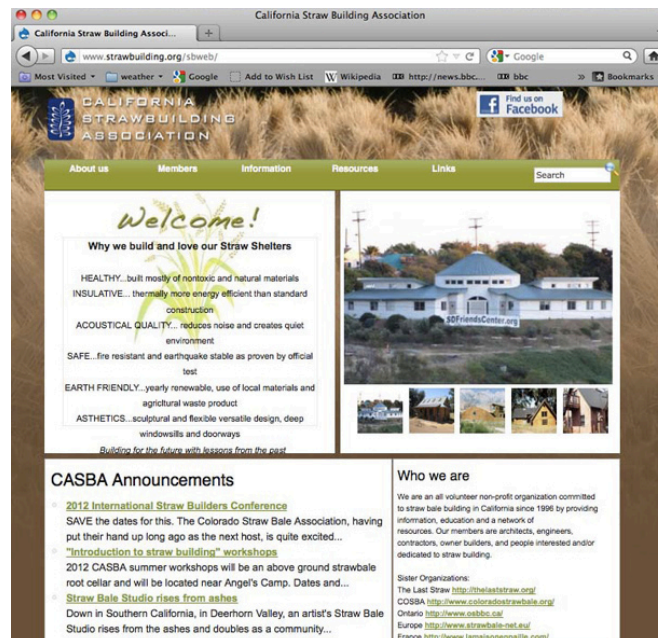 California Straw Building Association
California Straw Building Associ...
www.strawbuilding.org/sbweb/
Google
Most Visited
weather
Google
Add to Wish List
Wikipedia
http://news.bbc....
bbc
Bookmarks
CALIFORNIA
STRAWBUILDING
ASSOCIATION
Find us on
Facebook
About us Members Information Resources Links
Search
Welcome!
Why we build and love our Straw Shelters
HEALTHY...built mostly of nontoxic and natural materials
INSULATIVE... thermally more energy efficient than standard
construction
ACOUSTICAL QUALITY... reduces noise and creates quiet
environment
SAFE...fire resistant and earthquake stable as proven by official
test
EARTH FRIENDLY...yearly renewable, use of local materials and
agricltural waste product
ASTHETICS...sculptural and flexible versatile design, deep
windowsills and doorways
Building for the future with lessons from the past
SDFriendsCenter.org
CASBA Announcements
2012 International Straw Builders Conference
SAVE the dates for this. The Colorado Straw Bale Association, having
put their hand up long ago as the next host, is quite excited...
"Introduction to straw building" workshops
2012 CASBA summer workshops will be an above ground strawbale
root cellar and will be located near Angel's Camp. Dates and...
Straw Bale Studio rises from ashes
Down in Southern California, in Deerhorn Valley, an artist's Straw Bale
Studio rises from the ashes and doubles as a community...
Who we are
We are an all volunteer non-profit organization committed
to straw bale building in California since 1996 by providing
information, education and a network of
resources. Our members are architects, engineers,
contractors, owner builders, and people interested and/or
dedicated to straw building.
Sister Organizations:
The Last Straw http://thelaststraw.org/
COSBA http://www.coloradostrawbale.org/
Ontario http://www.osbbc.ca/
Europe http://www.strawbale-net.eu/
France http://www.lamaisonenpaille.com/